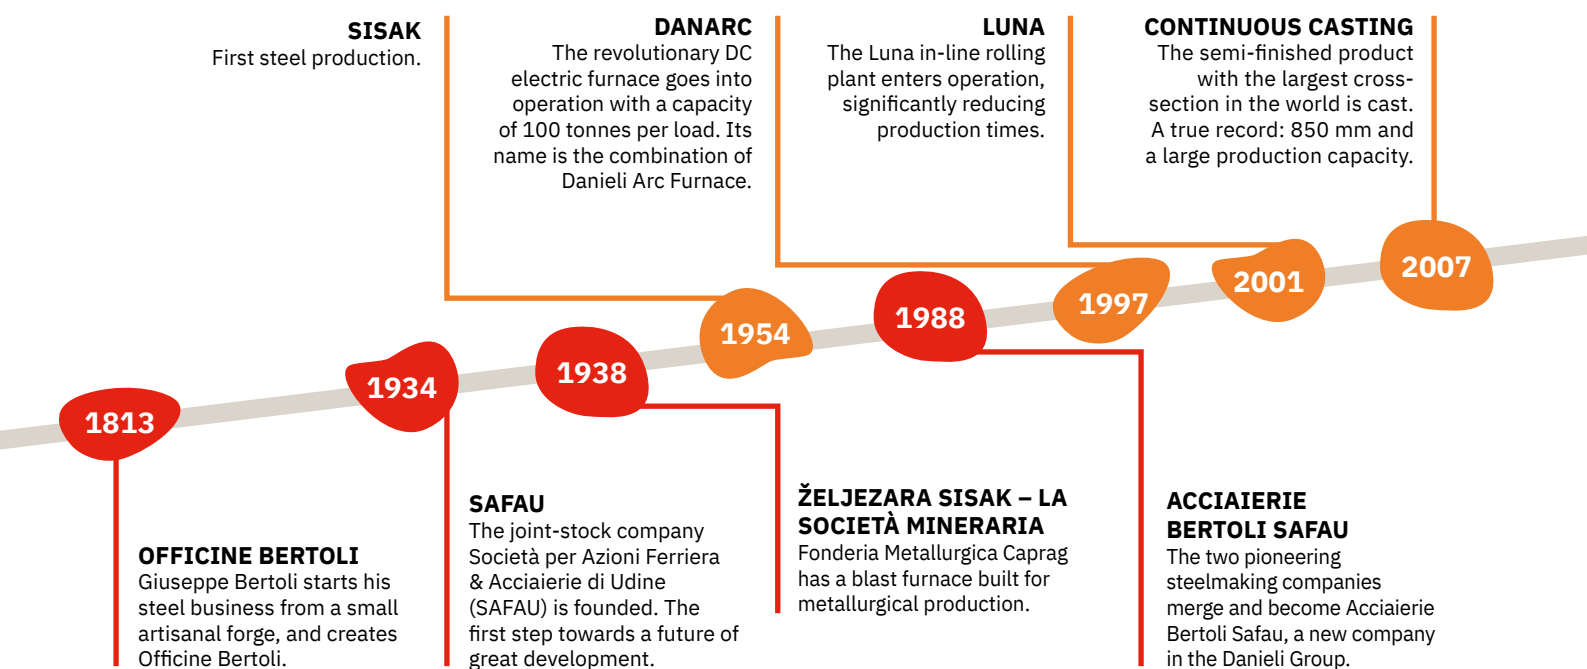 SISAK
First steel production.
DANARC
The revolutionary DC
electric furnace goes into
operation with a capacity
of 100 tonnes per load. Its
name is the combination of
Danieli Arc Furnace.
LUNA
The Luna in-line rolling
plant enters operation,
significantly reducing
production times.
CONTINUOUS CASTING
The semi-finished product
with the largest cross-
section in the world is cast.
A true record: 850 mm and
a large production capacity.
1813
1934
1938
1954
1988
1997
2001
2007
OFFICINE BERTOLI
Giuseppe Bertoli starts his
steel business from a small
artisanal forge, and creates
Officine Bertoli.
SAFAU
The joint-stock company
Società per Azioni Ferriera
& Acciaierie di Udine
(SAFAU) is founded. The
first step towards a future of
great development.
ŽELJEZARA SISAK – LA
SOCIETÀ MINERARIA
Fonderia Metallurgica Caprag
has a blast furnace built for
metallurgical production.
ACCIAIERIE
BERTOLI SAFAU
The two pioneering
steelmaking companies
merge and become Acciaierie
Bertoli Safau, a new company
in the Danieli Group.